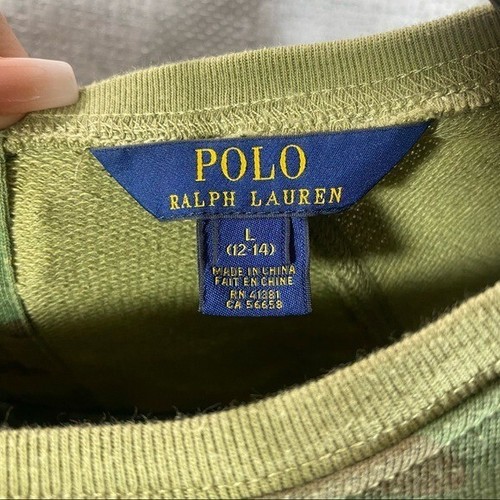 POLO
RALPH LAUREN
L
(12-14)
MADE IN CHINA
FAIT EN CHINE
RN 41381
CA 56658